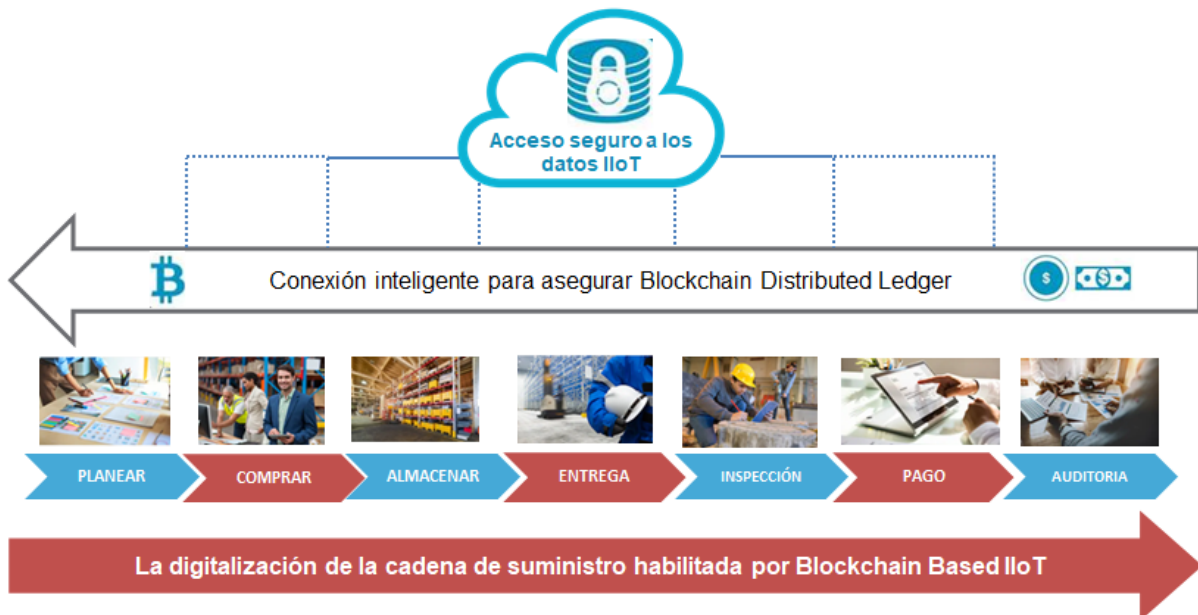 Acceso seguro a los
datos IIoT
Conexión inteligente para asegurar Blockchain Distributed Ledger
$
$
PLANEAR
COMPRAR
ALMACENAR
ENTREGA
INSPECCIÓN
PAGO
AUDITORIA
La digitalización de la cadena de suministro habilitada por Blockchain Based IIoT